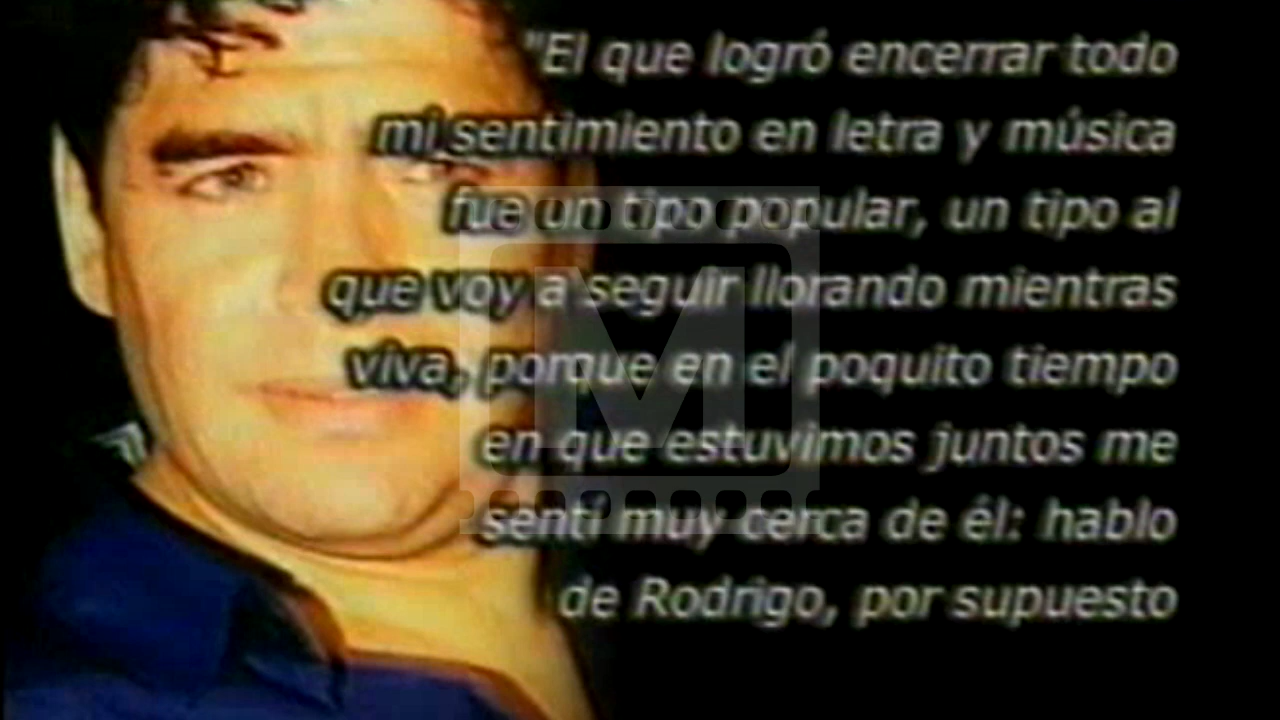 "El que logró encerrar todo
mi sentimiento en letra y música
fue un tipo popular, un tipo al
que voy a seguir llorando mientras
viva, porque en el poquito tiempo
en que estuvimos juntos me
sentí muy cerca de él: hablo
de Rodrigo, por supuesto
M